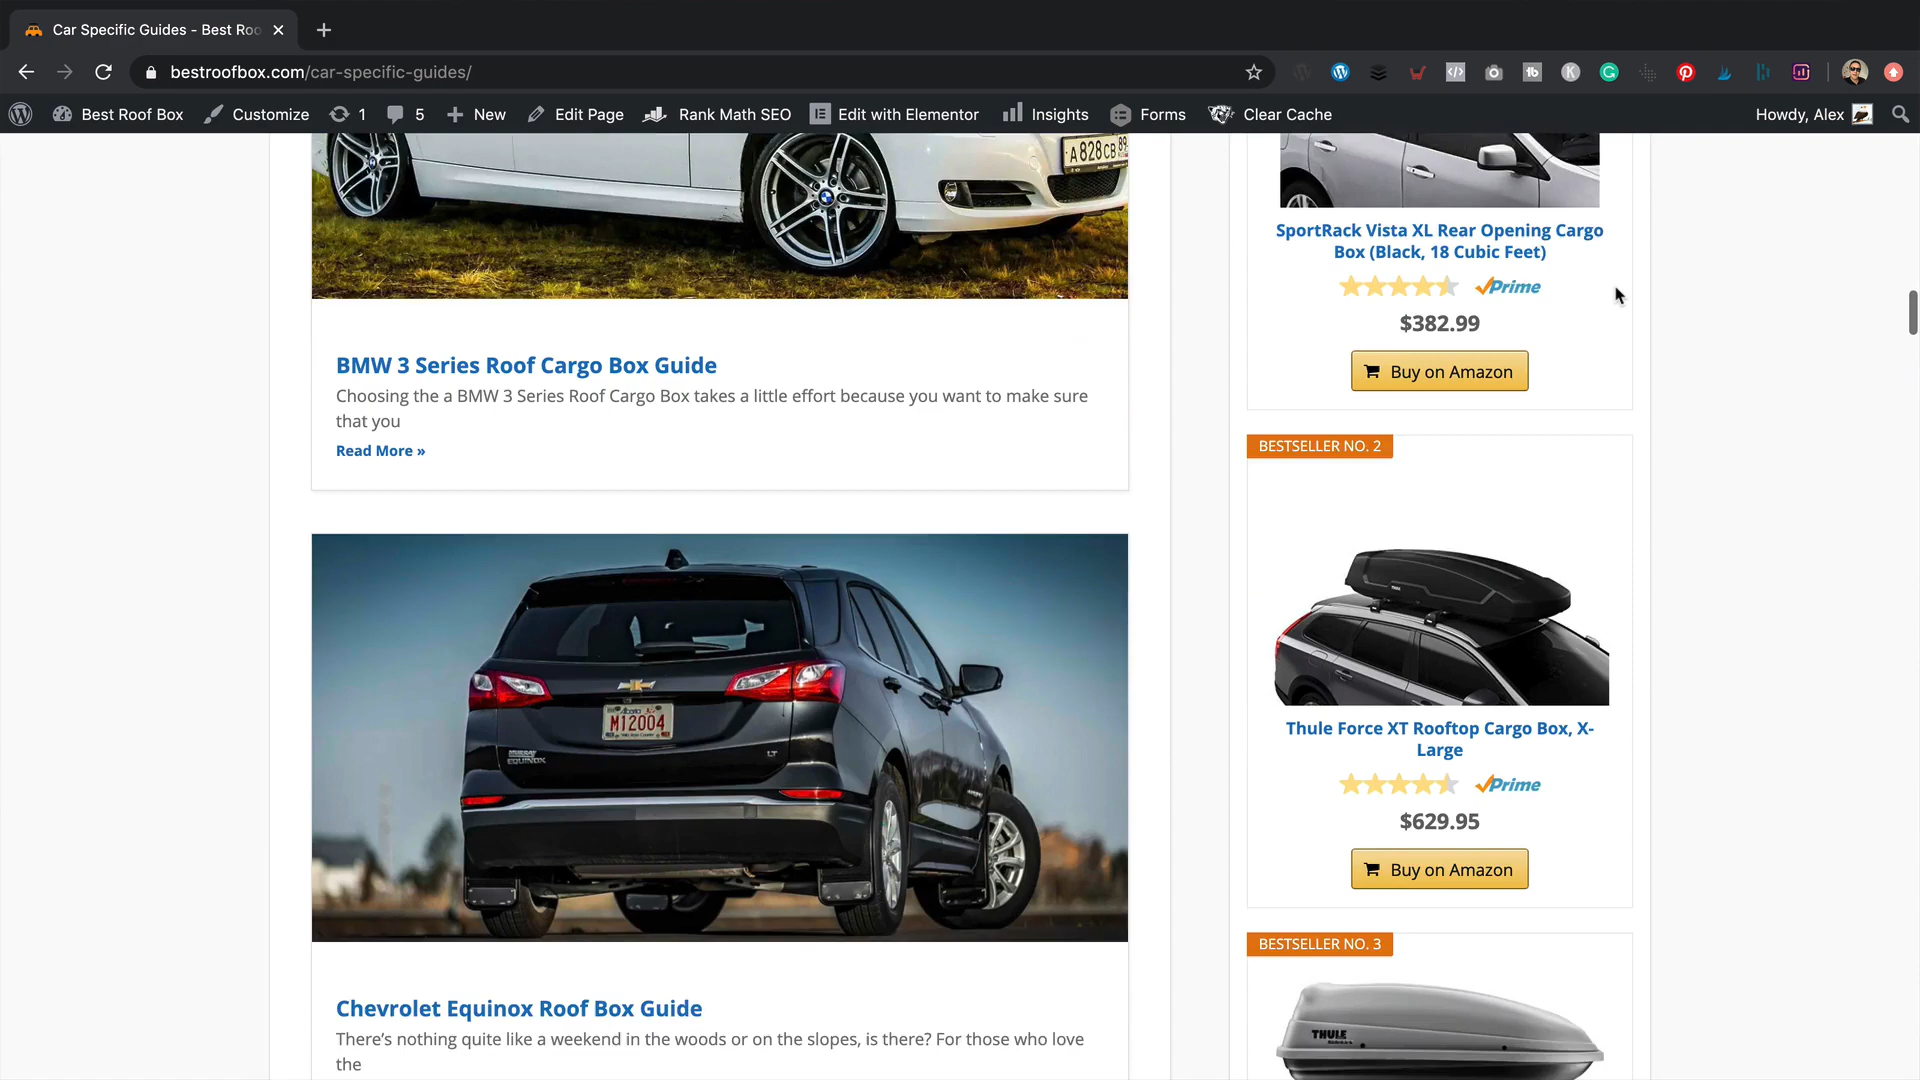 Car Specific Guides - Best Roo
bestroofbox.com/car-specific-guides/
Best Roof Box
Customize
1
5
New
Edit Page
Rank Math SEO
Edit with Elementor
Insights
Forms
Clear Cache
Howdy, Alex
A828CB 89
SportRack Vista XL Rear Opening Cargo
Box (Black, 18 Cubic Feet)
Prime
$382.99
Buy on Amazon
BMW 3 Series Roof Cargo Box Guide
Choosing the a BMW 3 Series Roof Cargo Box takes a little effort because you want to make sure
that you
Read More »
BESTSELLER NO. 2
Thule Force XT Rooftop Cargo Box, X-
Large
Prime
$629.95
Buy on Amazon
M12004
EQUINOX
LT
BESTSELLER NO. 3
THULE
Chevrolet Equinox Roof Box Guide
There's nothing quite like a weekend in the woods or on the slopes, is there? For those who love
the